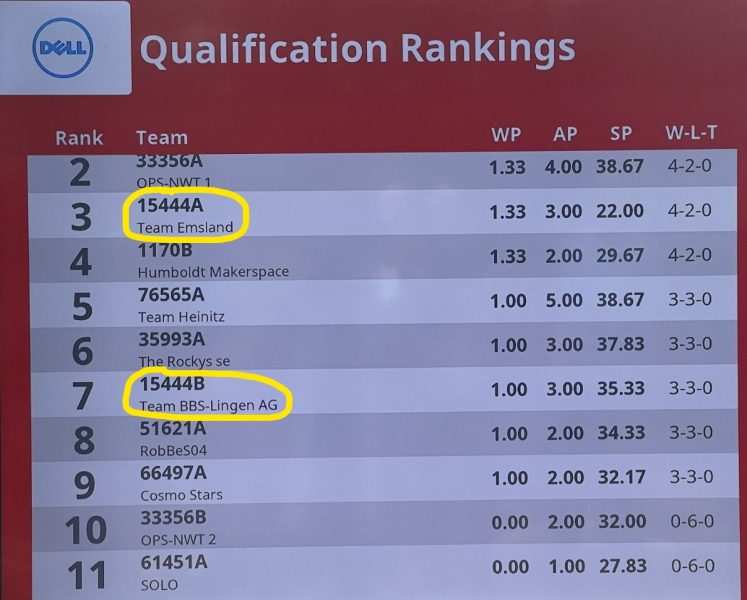 DELL
Qualification Rankings
Rank Team WP AP SP W-L-T
2 33356A 1.33 4.00 38.67 4-2-0
OPS-NWT 1
3 15444A 1.33 3.00 22.00 4-2-0
Team Emsland
4 1170B 1.33 2.00 29.67 4-2-0
Humboldt Makerspace
5 76565A 1.00 5.00 38.67 3-3-0
Team Heinitz
6 35993A 1.00 3.00 37.83 3-3-0
The Rockys se
7 15444B 1.00 3.00 35.33 3-3-0
Team BBS-Lingen AG
8 51621A 1.00 2.00 34.33 3-3-0
RobBeS04
9 66497A 1.00 2.00 32.17 3-3-0
Cosmo Stars
10 33356B 0.00 2.00 32.00 0-6-0
OPS-NWT 2
11 61451A 0.00 1.00 27.83 0-6-0
SOLO